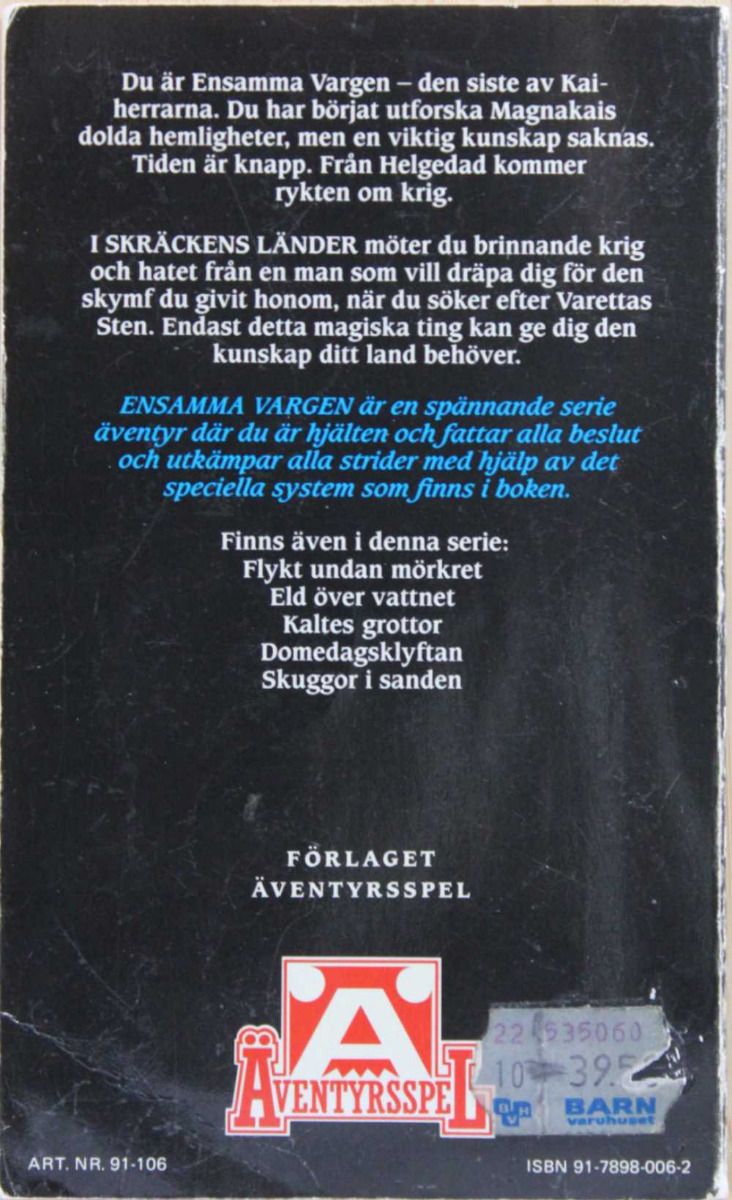 Du är Ensamma Vargen – den siste av Kai-
herrarna. Du har börjat utforska Magnakais
dolda hemligheter, men en viktig kunskap saknas.
Tiden är knapp. Från Helgedad kommer
rykten om krig.
I SKRÄCKENS LÄNDER möter du brinnande krig
och hatet från en man som vill dräpa dig för den
skymf du givit honom, när du söker efter Varettas
Sten. Endast detta magiska ting kan ge dig den
kunskap ditt land behöver.
ENSAMMA VARGEN är en spännande serie
äventyr där du är hjälten och fattar alla beslut
och utkämpar alla strider med hjälp av det
speciella system som finns i boken.
Finns även i denna serie:
Flykt undan mörkret
Eld över vattnet
Kaltes grottor
Domedagsklyftan
Skuggor i sanden
FÖRLAGET
ÄVENTYRSSPEL
Ä
ÄVENTYRSSPEL
22 535060
10
BVH BARN
varuhuset
ART. NR. 91-106
ISBN 91-7898-006-2